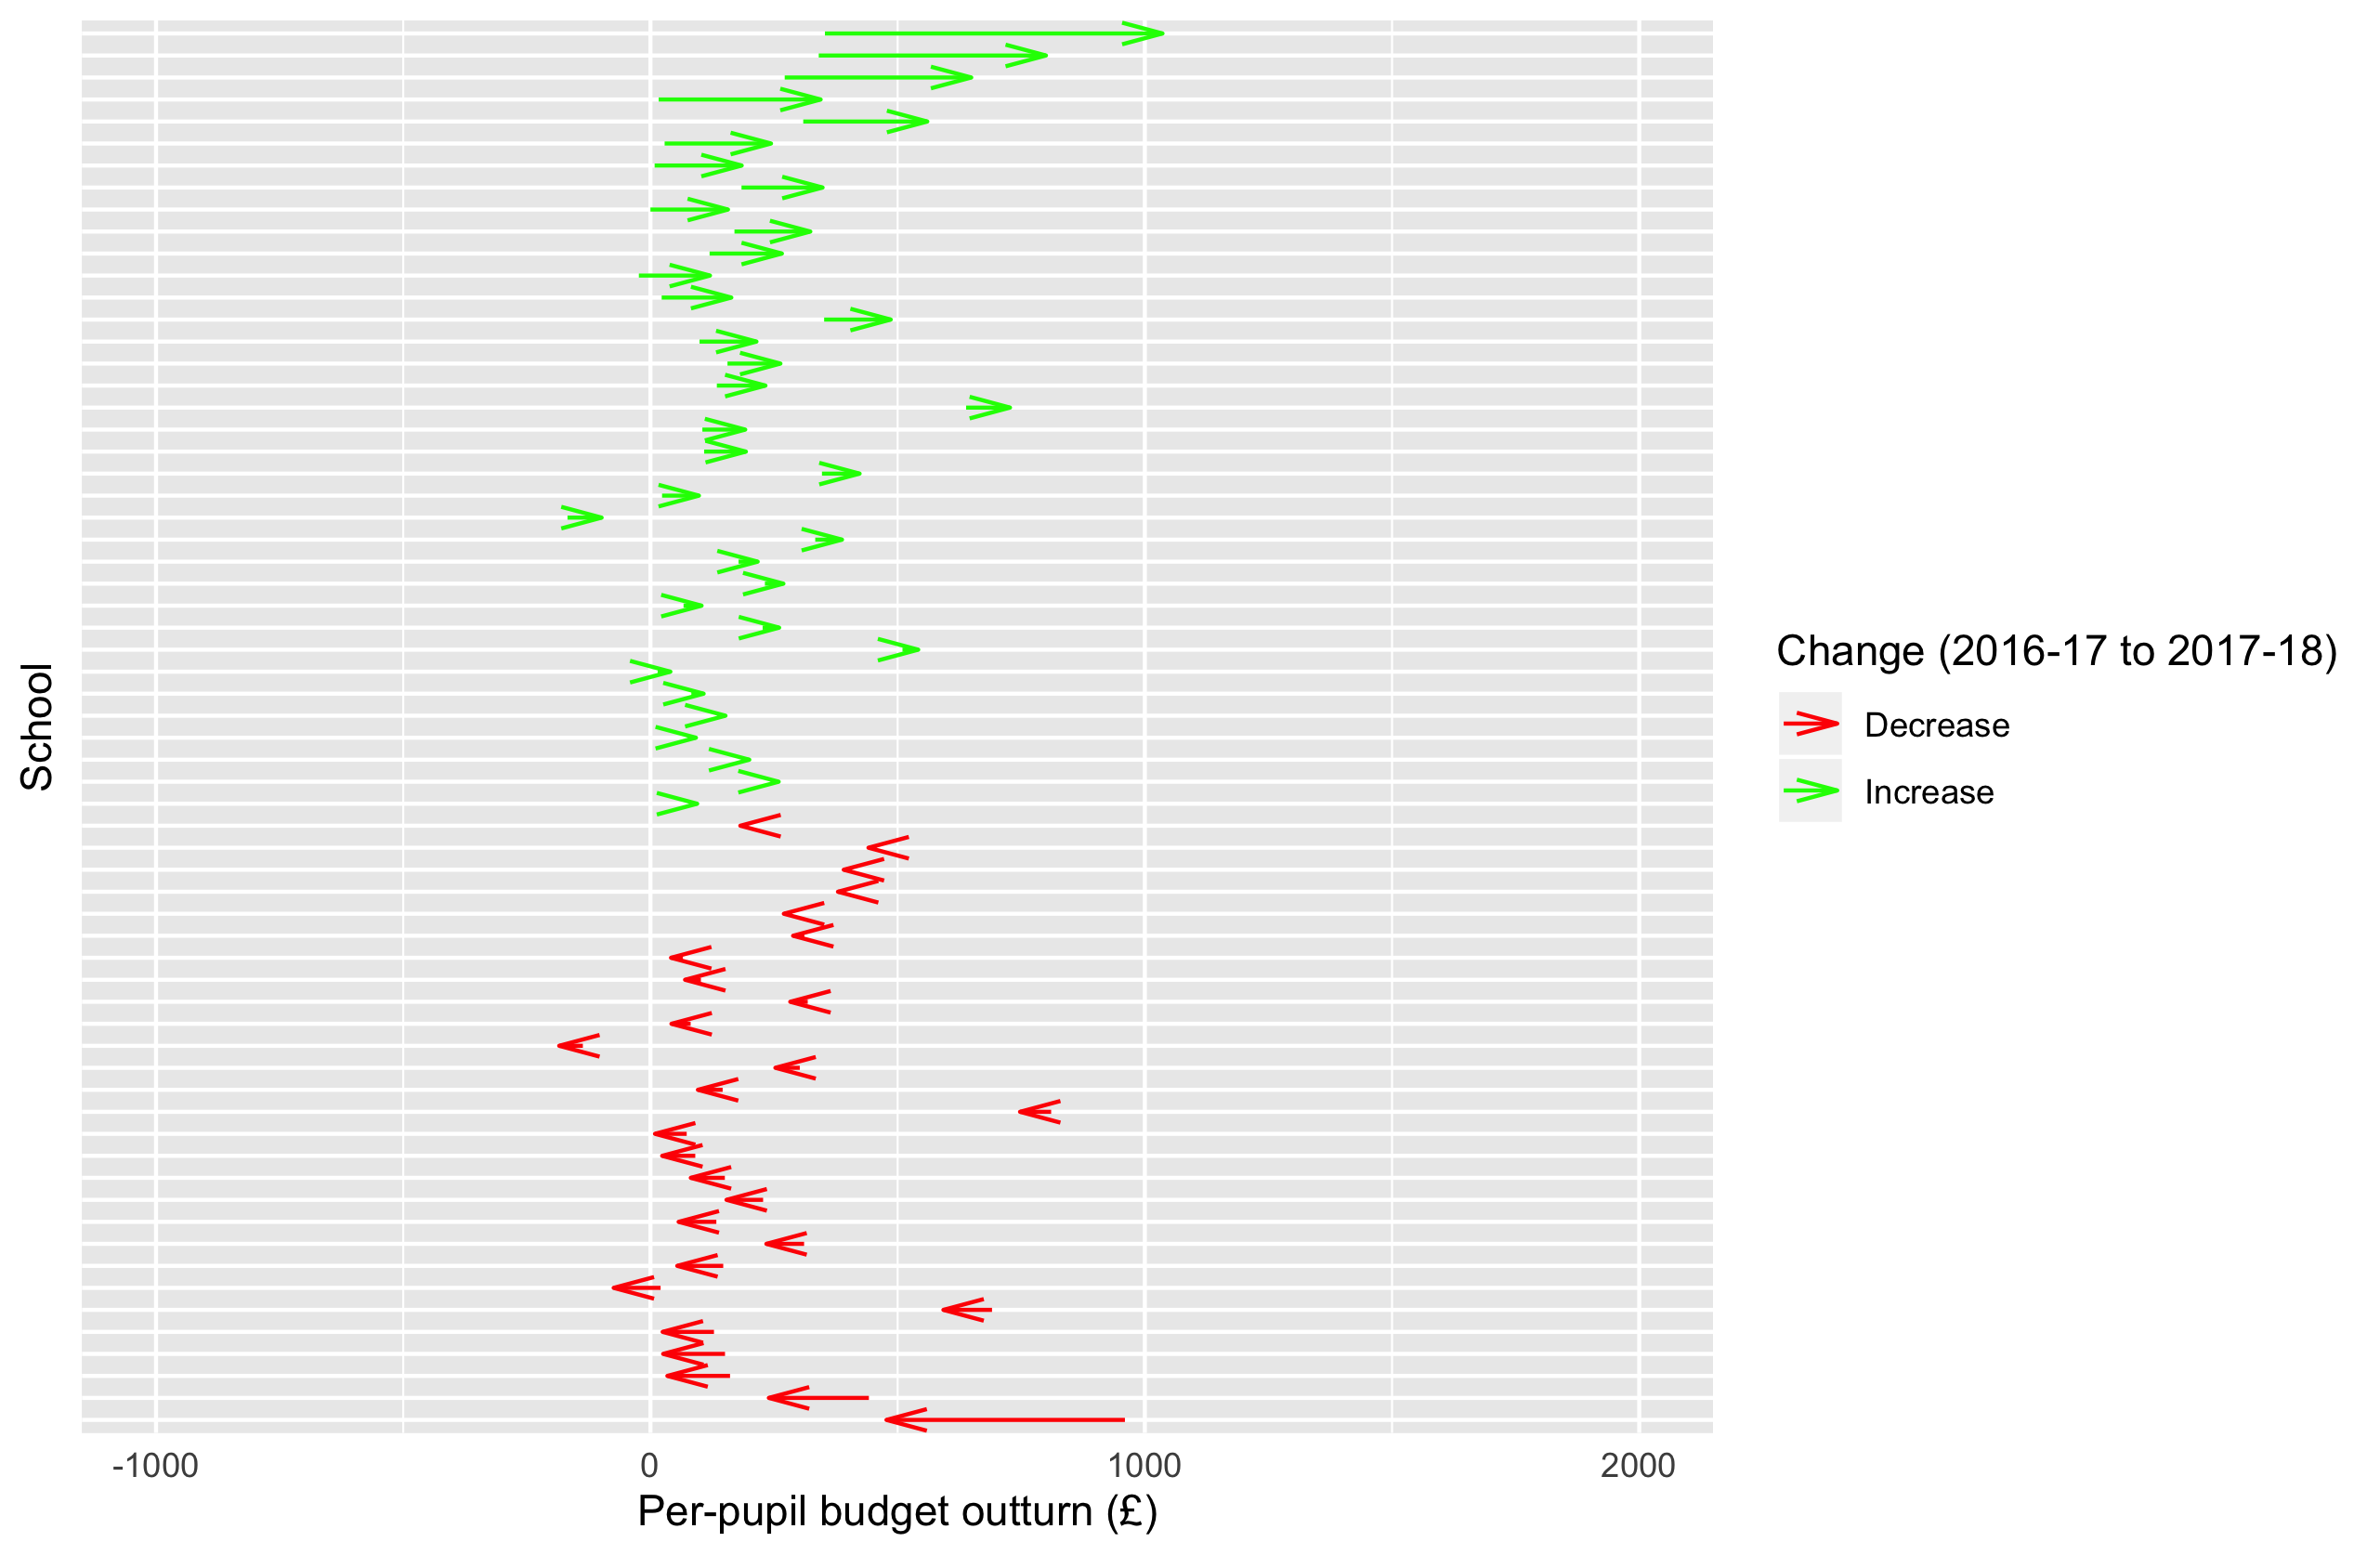 School
-1000
0
1000
2000
Per-pupil budget outturn (£)
Change (2016-17 to 2017-18)
Decrease
Increase